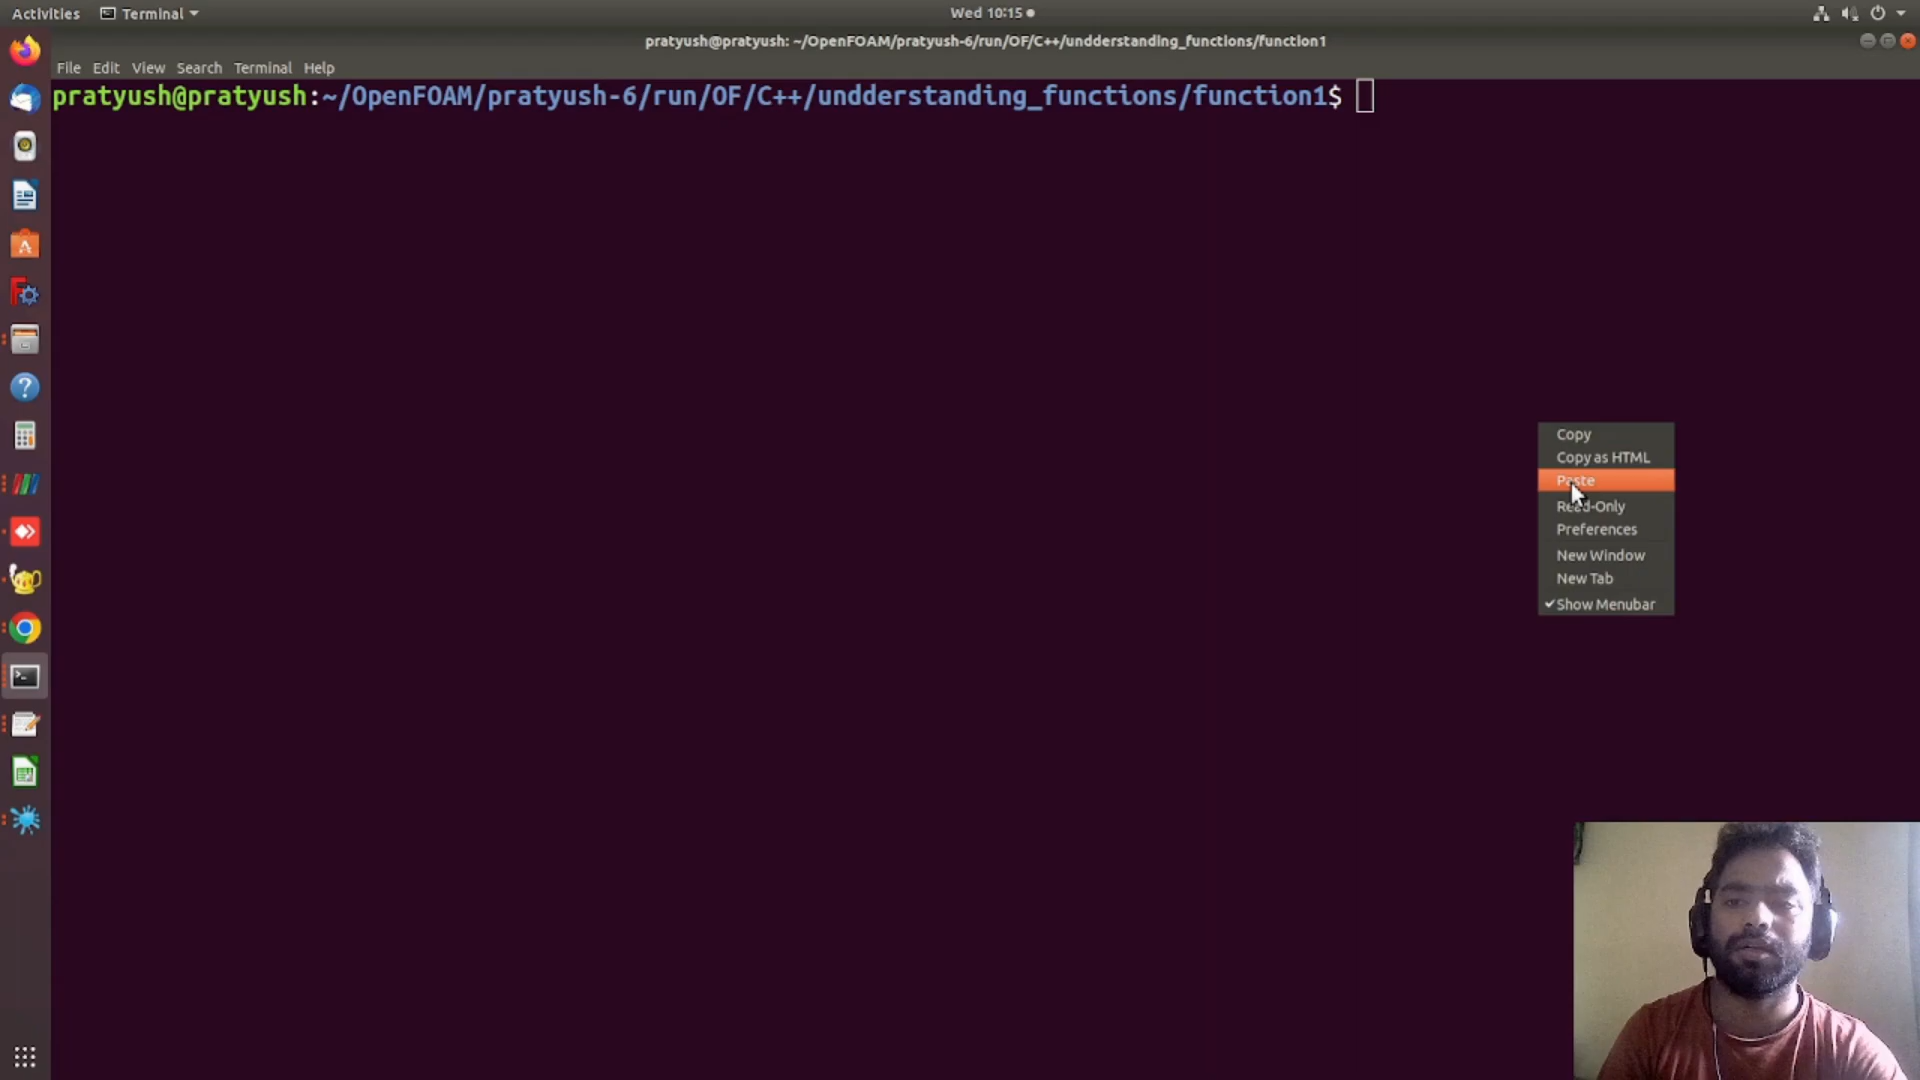 Activities Terminal Wed 10:15
pratyush@pratyush: ~/OpenFOAM/pratyush-6/run/OF/C++/undderstanding_functions/function1
File Edit View Search Terminal Help
pratyush@pratyush:~/OpenFOAM/pratyush-6/run/OF/C++/undderstanding_functions/function1$
Copy
Copy as HTML
Paste
Read-Only
Preferences
New Window
New Tab
Show Menubar